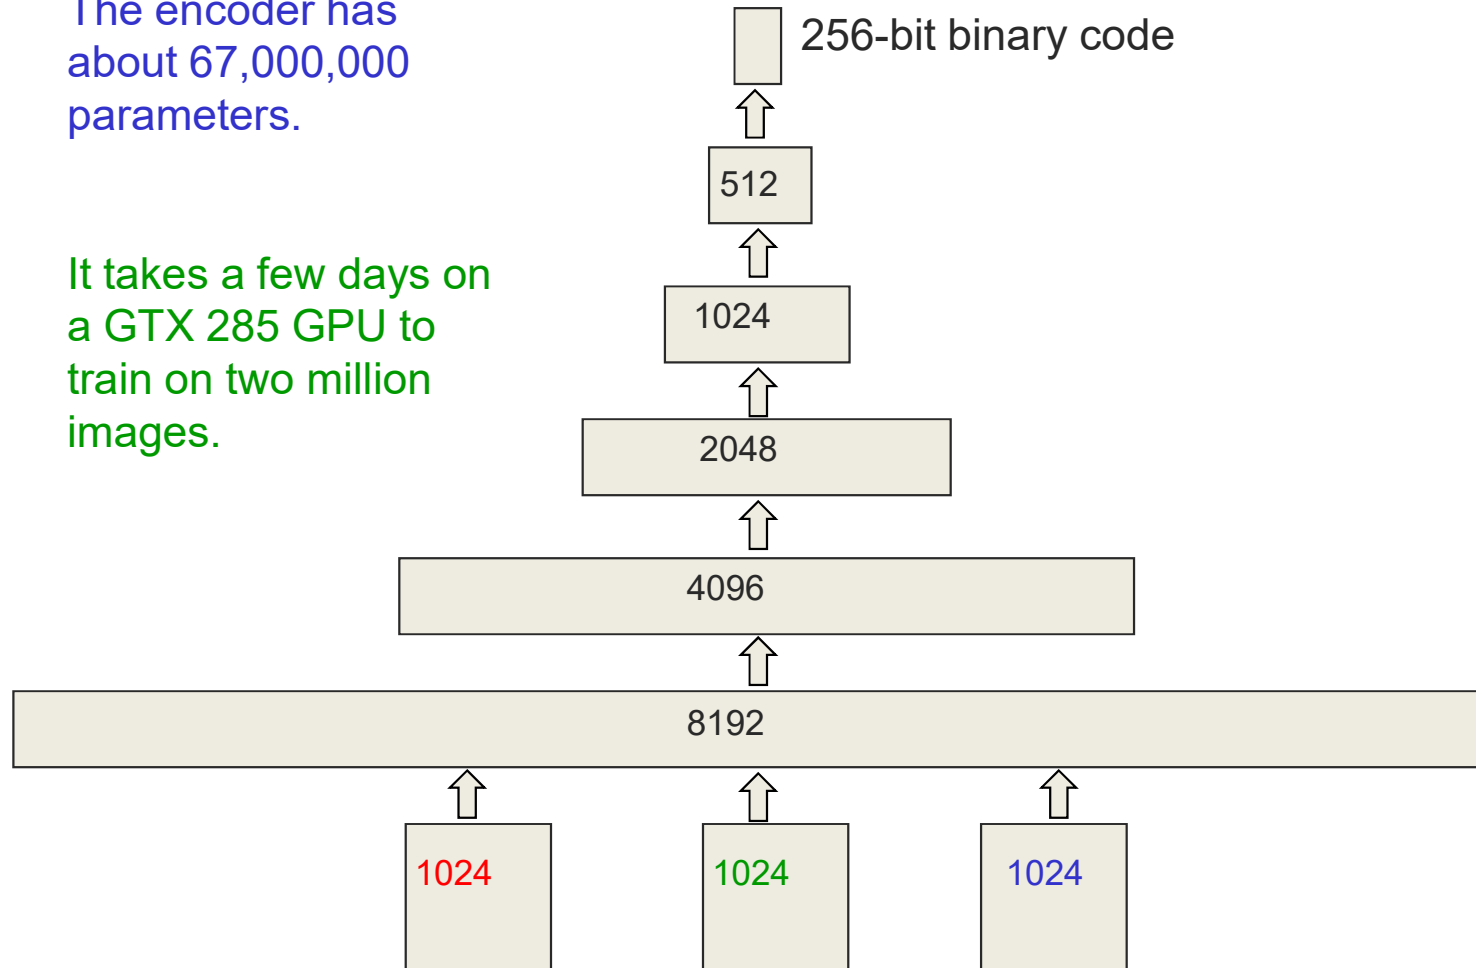 The encoder has
about 67,000,000
parameters.
256-bit binary code
512
It takes a few days on
a GTX 285 GPU to
train on two million
images.
1024
2048
4096
8192
1024
1024
1024